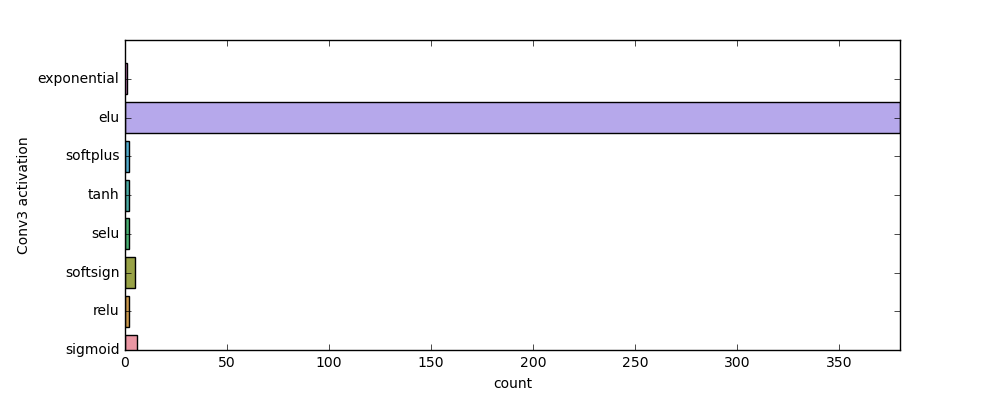 Conv3 activation
exponential
elu
softplus
tanh
selu
softsign
relu
sigmoid
0 50 100 150 200 250 300 350
count